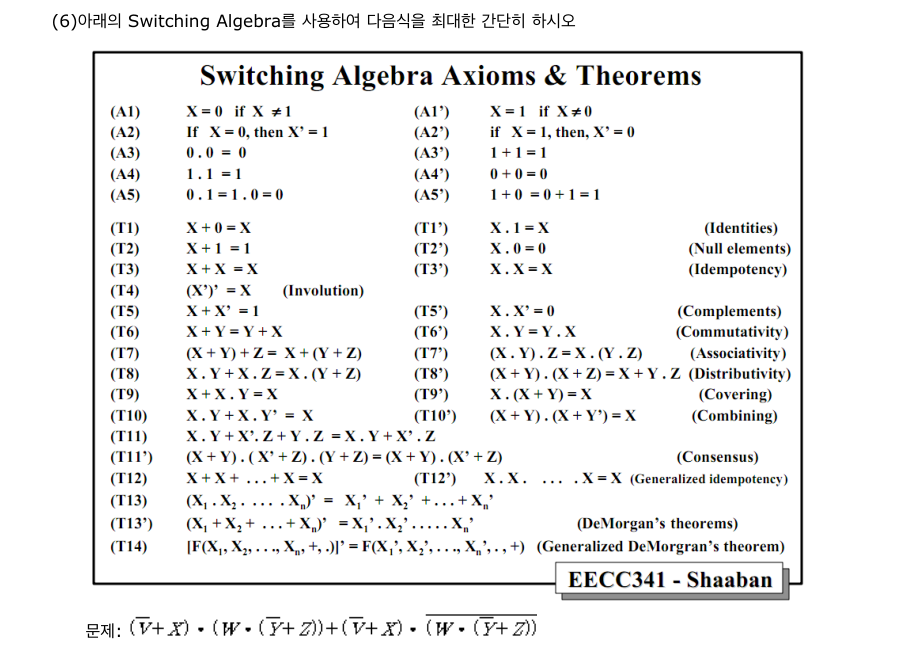 (6)아래의 Switching Algebra를 사용하여 다음식을 최대한 간단히 하시오
Switching Algebra Axioms & Theorems
(A1) X = 0 if X ≠ 1 (A1’) X = 1 if X ≠ 0
(A2) If X = 0, then X’ = 1 (A2’) if X = 1, then, X’ = 0
(A3) 0 . 0 = 0 (A3’) 1 + 1 = 1
(A4) 1 . 1 = 1 (A4’) 0 + 0 = 0
(A5) 0 . 1 = 1 . 0 = 0 (A5’) 1 + 0 = 0 + 1 = 1
(T1) X + 0 = X (T1’) X . 1 = X (Identities)
(T2) X + 1 = 1 (T2’) X . 0 = 0 (Null elements)
(T3) X + X = X (T3’) X . X = X (Idempotency)
(T4) (X’)’ = X (Involution)
(T5) X + X’ = 1 (T5’) X . X’ = 0 (Complements)
(T6) X + Y = Y + X (T6’) X . Y = Y . X (Commutativity)
(T7) (X + Y) + Z = X + (Y + Z) (T7’) (X . Y) . Z = X . (Y . Z) (Associativity)
(T8) X . Y + X . Z = X . (Y + Z) (T8’) (X + Y) . (X + Z) = X + Y . Z (Distributivity)
(T9) X + X . Y = X (T9’) X . (X + Y) = X (Covering)
(T10) X . Y + X . Y’ = X (T10’) (X + Y) . (X + Y’) = X (Combining)
(T11) X . Y + X’. Z + Y . Z = X . Y + X’ . Z
(T11’) (X + Y) . ( X’ + Z) . (Y + Z) = (X + Y) . (X’ + Z) (Consensus)
(T12) X + X + . . . + X = X (T12’) X . X . … . X = X (Generalized idempotency)
(T13) (X₁ . X₂ . . . . . Xₙ)’ = X₁’ + X₂’ + . . . + Xₙ’
(T13’) (X₁ + X₂ + . . . + Xₙ)’ = X₁’ . X₂’ . . . . . Xₙ’ (DeMorgan’s theorems)
(T14) [F(X₁, X₂, . . ., Xₙ, +, .)]’ = F(X₁’, X₂’, . . ., Xₙ’, . , +) (Generalized DeMorgran’s theorem)
EECC341 - Shaaban
문제: (V̅+ X) • (W • (Y̅+ Z))+(V̅+ X) • (̅W̅ ̅•̅ ̅(̅Y̅+̅ ̅Z̅)̅)̅